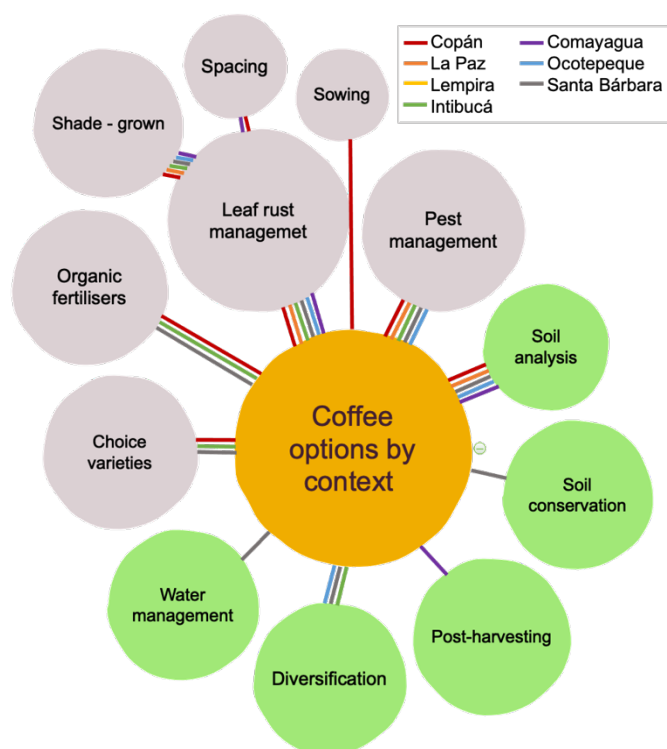 Copán
La Paz
Lempira
Intibucá
Comayagua
Ocotepeque
Santa Bárbara
Spacing
Sowing
Shade - grown
Leaf rust
managemet
Pest
management
Organic
fertilisers
Soil
analysis
Choice
varieties
Coffee
options by
context
Soil
conservation
Water
management
Post-harvesting
Diversification